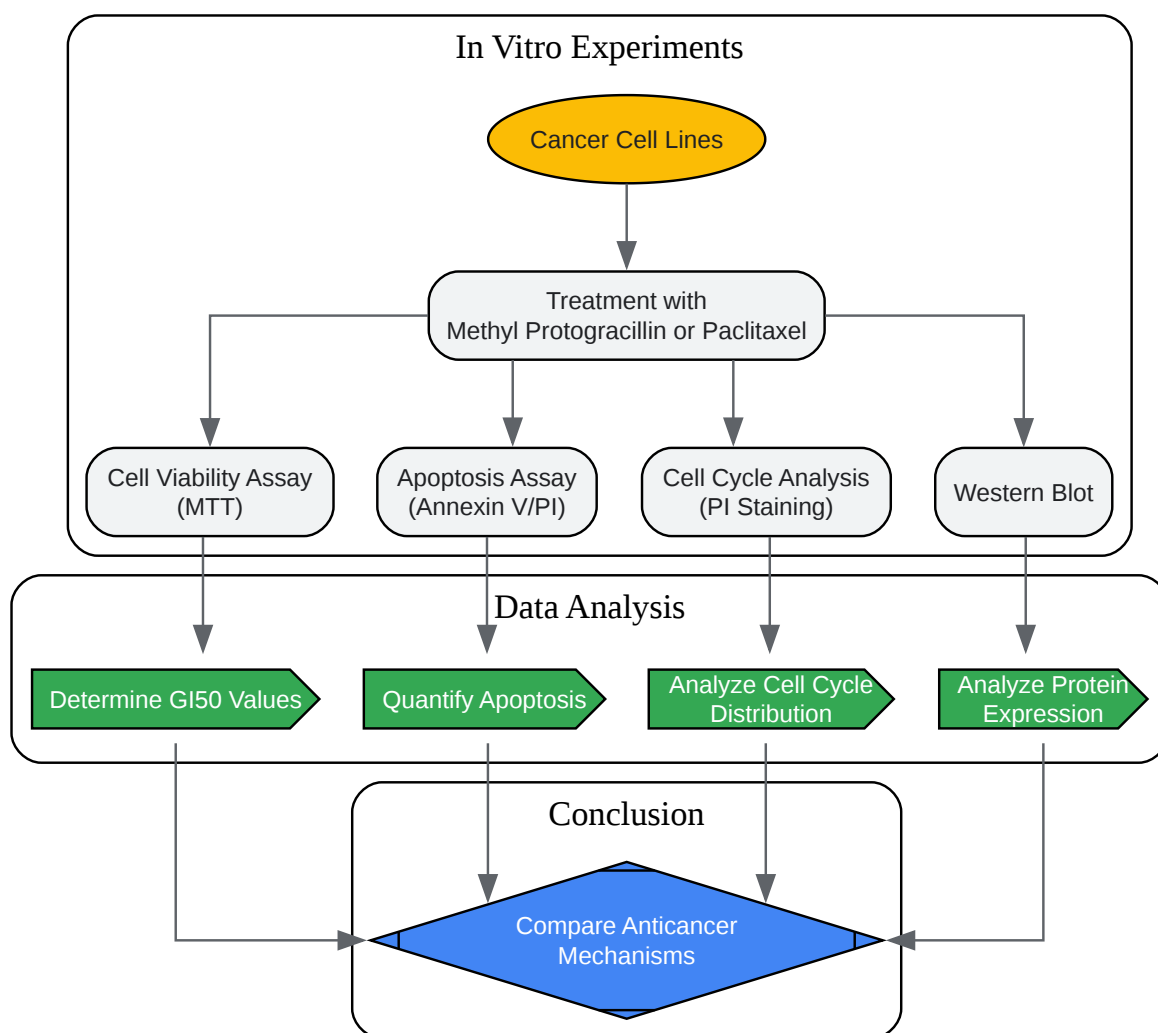 In Vitro Experiments
Cancer Cell Lines
Treatment with
Methyl Protogracillin or Paclitaxel
Cell Viability Assay
(MTT)
Apoptosis Assay
(Annexin V/PI)
Cell Cycle Analysis
(PI Staining)
Western Blot
Data Analysis
Determine GI50 Values
Quantify Apoptosis
Analyze Cell Cycle
Distribution
Analyze Protein
Expression
Conclusion
Compare Anticancer
Mechanisms